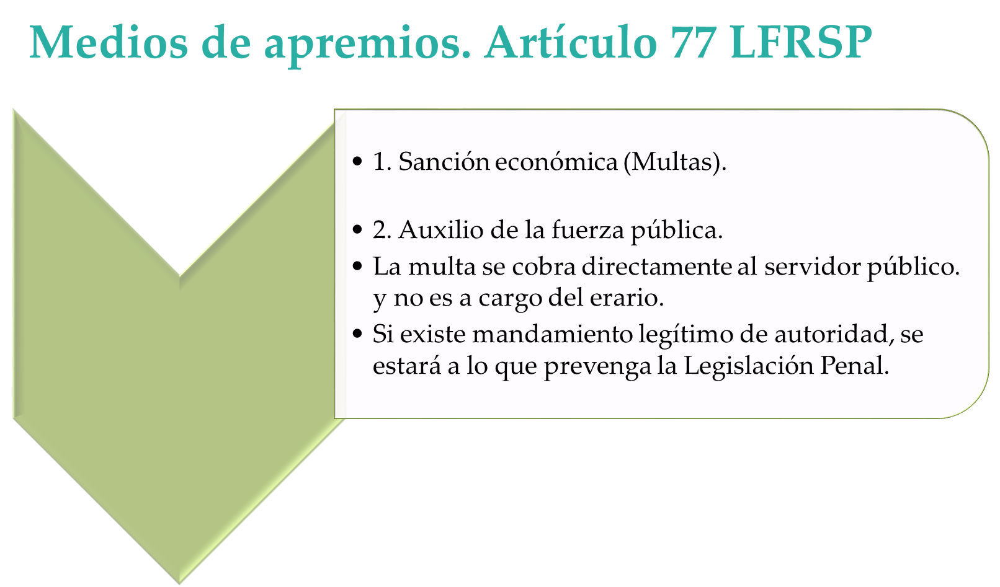 Medios de apremios. Artículo 77 LFRSP
• 1. Sanción económica (Multas).
• 2. Auxilio de la fuerza pública.
• La multa se cobra directamente al servidor público.
y no es a cargo del erario.
• Si existe mandamiento legítimo de autoridad, se
estará a lo que prevenga la Legislación Penal.